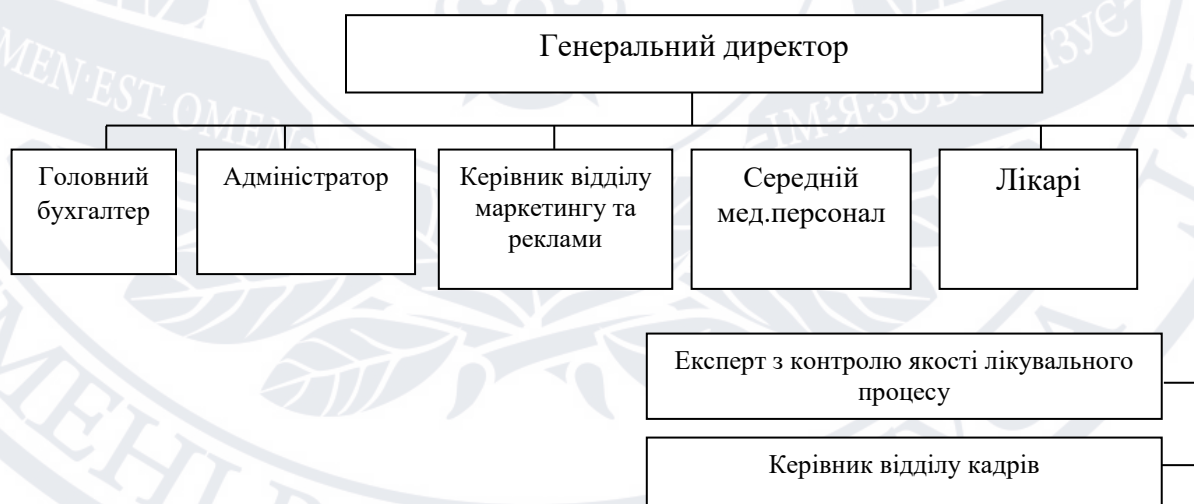 Генеральний директор
Головний
бухгалтер
Адміністратор
Керівник відділу
маркетингу та
реклами
Середній
мед.персонал
Лікарі
Експерт з контролю якості лікувального
процесу
Керівник відділу кадрів